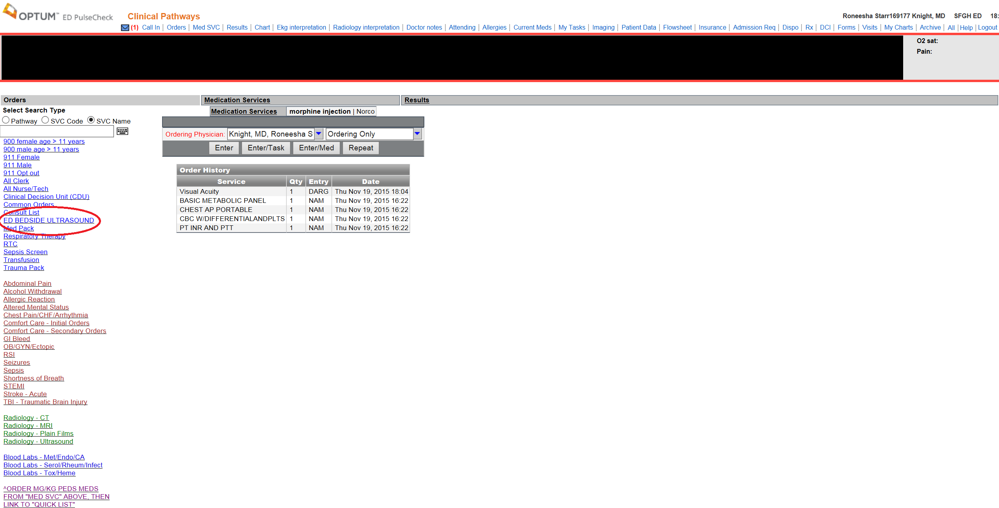 OPTUM™ ED PulseCheck
Clinical Pathways
Roneesha Starr169177 Knight, MD SFGH ED 18:
(1) Call In | Orders | Med SVC | Results | Chart | Ekg interpretation | Radiology interpretation | Doctor notes | Attending | Allergies | Current Meds | My Tasks | Imaging | Patient Data | Flowsheet | Insurance | Admission Req | Dispo | Rx | DCI | Forms | Visits | My Charts | Archive | All | Help | Logout
O2 sat:
Pain:
Orders
Medication Services
Results
Select Search Type
Pathway SVC Code SVC Name
900 female age > 11 years
900 male age > 11 years
911 Female
911 Male
911 Opt out
All Clerk
All Nurse/Tech
Clinical Decision Unit (CDU)
Common Orders
Consult List
ED BEDSIDE ULTRASOUND
Med Pack
Respiratory Therapy
RTC
Sepsis Screen
Transfusion
Trauma Pack
Abdominal Pain
Alcohol Withdrawal
Allergic Reaction
Altered Mental Status
Chest Pain/CHF/Arrhythmia
Comfort Care - Initial Orders
Comfort Care - Secondary Orders
GI Bleed
OB/GYN/Ectopic
RSI
Seizures
Sepsis
Shortness of Breath
STEMI
Stroke - Acute
TBI - Traumatic Brain Injury
Radiology - CT
Radiology - MRI
Radiology - Plain Films
Radiology - Ultrasound
Blood Labs - Met/Endo/CA
Blood Labs - Serol/Rheum/Infect
Blood Labs - Tox/Heme
^ORDER MG/KG PEDS MEDS
FROM "MED SVC" ABOVE, THEN
LINK TO "QUICK LIST"
Medication Services morphine injection | Norco
Ordering Physician: Knight, MD, Roneesha S Ordering Only
Enter Enter/Task Enter/Med Repeat
Order History
Service Qty Entry Date
Visual Acuity 1 DARG Thu Nov 19, 2015 18:04
BASIC METABOLIC PANEL 1 NAM Thu Nov 19, 2015 16:22
CHEST AP PORTABLE 1 NAM Thu Nov 19, 2015 16:22
CBC W/DIFFERENTIALANDPLTS 1 NAM Thu Nov 19, 2015 16:22
PT INR AND PTT 1 NAM Thu Nov 19, 2015 16:22